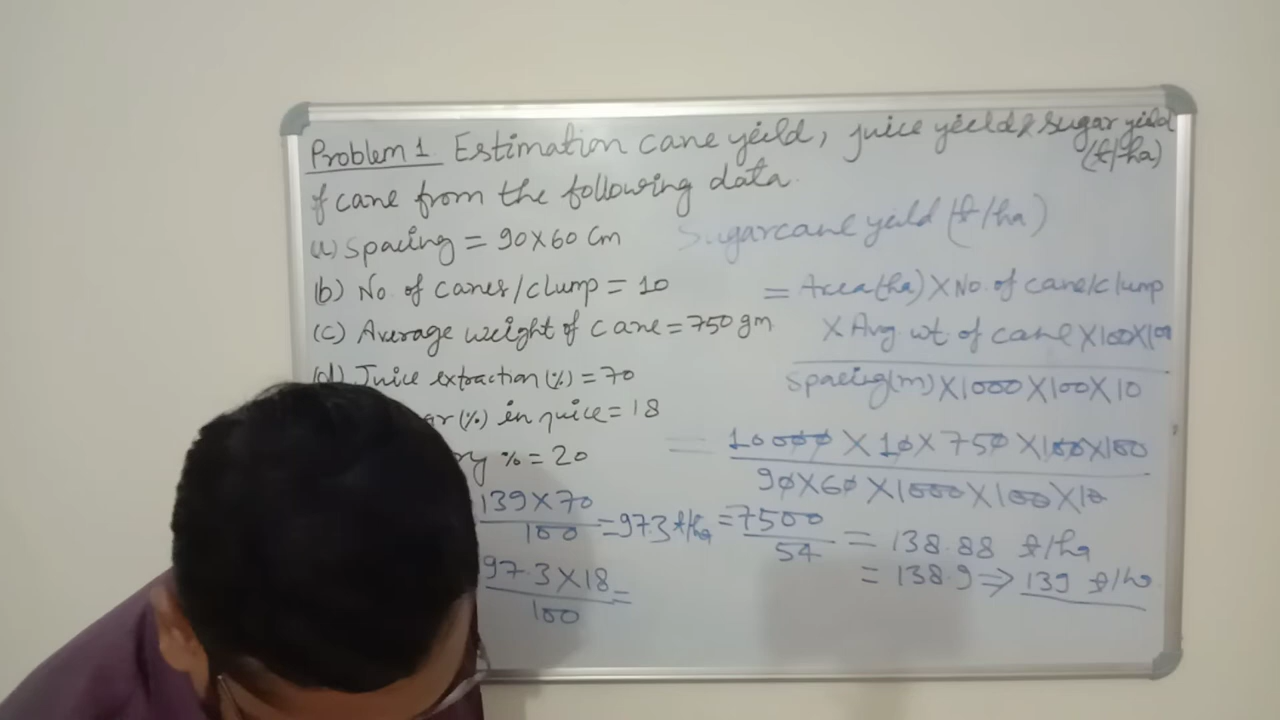 Problem 1. Estimation cane yield, juice yield & sugar yield
(t/ha)
of cane from the following data.
(a) Spacing = 90X60 Cm
(b) No. of canes/clump = 10
(c) Average weight of cane = 750 gm
(d) Juice extraction (%) = 70
ar (%) in juice = 18
ry % = 20
139 X 70
100
= 97.3 t/ha
97.3 X 18
100
=
Sugarcane yield (t/ha)
= Area (ha) X No. of cane/clump
X Avg wt. of cane X 100 X 100
Spacing (m) X 1000 X 100 X 10
= 10000 X 10 X 750 X 100 X 100
90 X 60 X 1000 X 100 X 10
= 7500
54
= 138.88 t/ha
= 138.9 ⇒ 139 t/ha